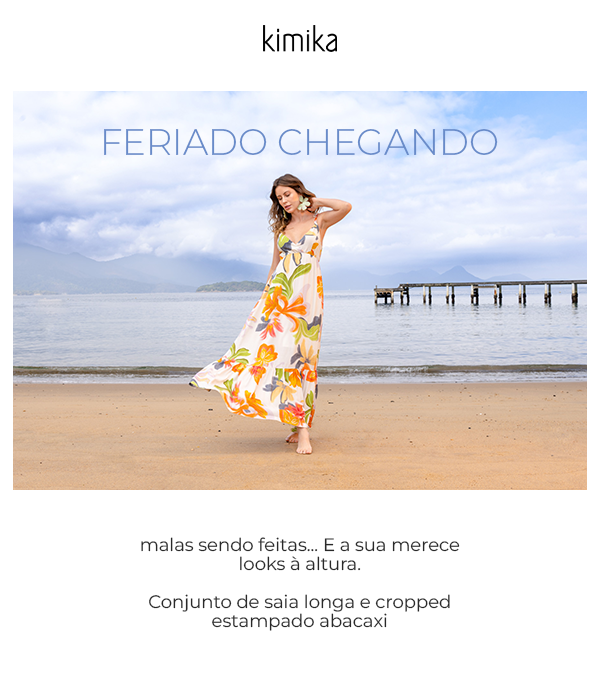 kimika
FERIADO CHEGANDO
malas sendo feitas... E a sua merece
looks à altura.
Conjunto de saia longa e cropped
estampado abacaxi